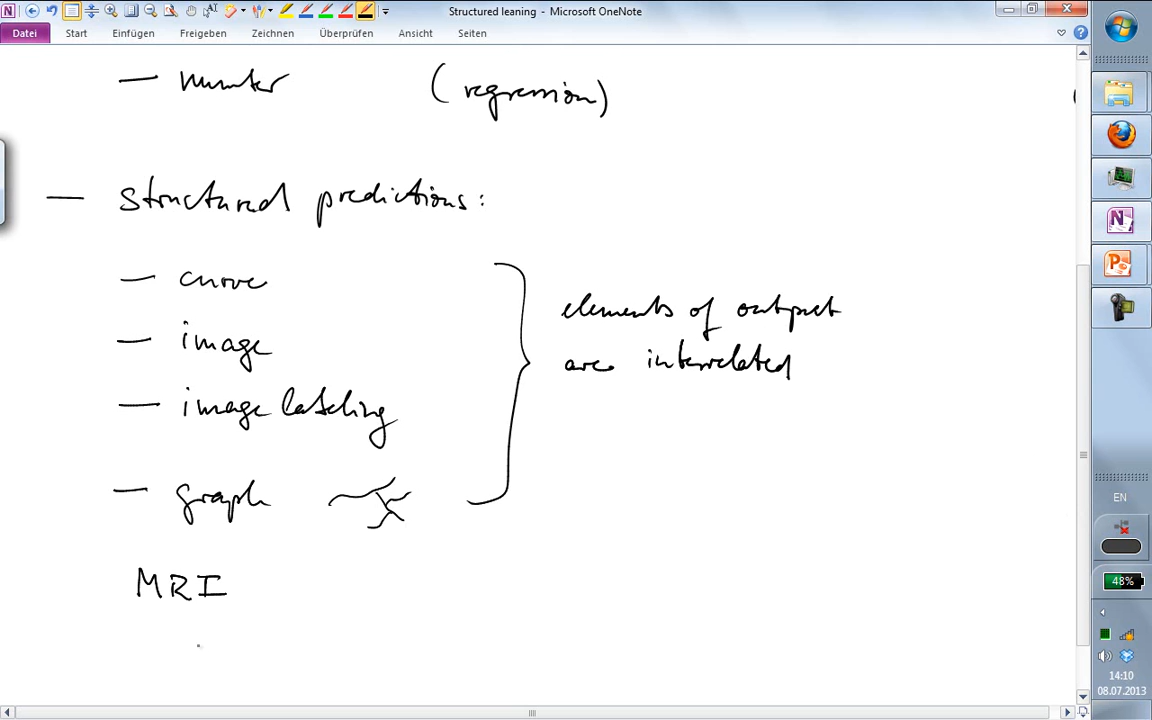 Structured leaning - Microsoft OneNote
Datei Start Einfügen Freigeben Zeichnen Überprüfen Ansicht Seiten
— number (regression)
— structured predictions:
— curve
— image
— image labeling
— graph
elements of output
are interrelated
MRI
EN
48%
14:10
08.07.2013